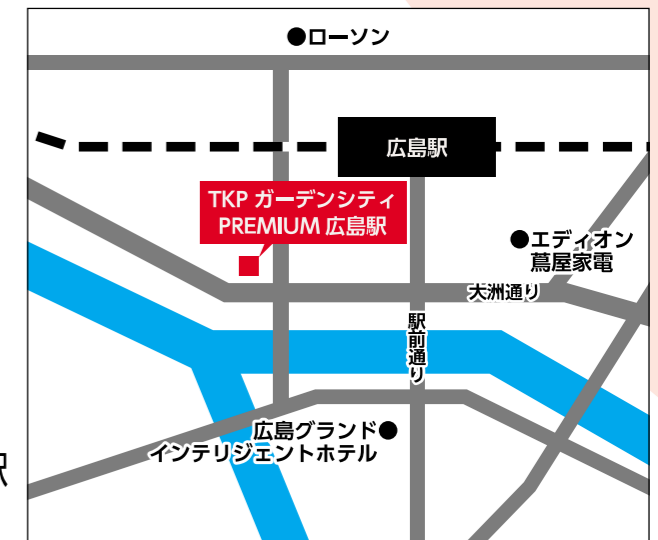 ●ローソン
広島駅
TKP ガーデンシティ
PREMIUM 広島駅
●エディオン
蔦屋家電
大洲通り
駅前通り
広島グランド●
インテリジェントホテル
駅